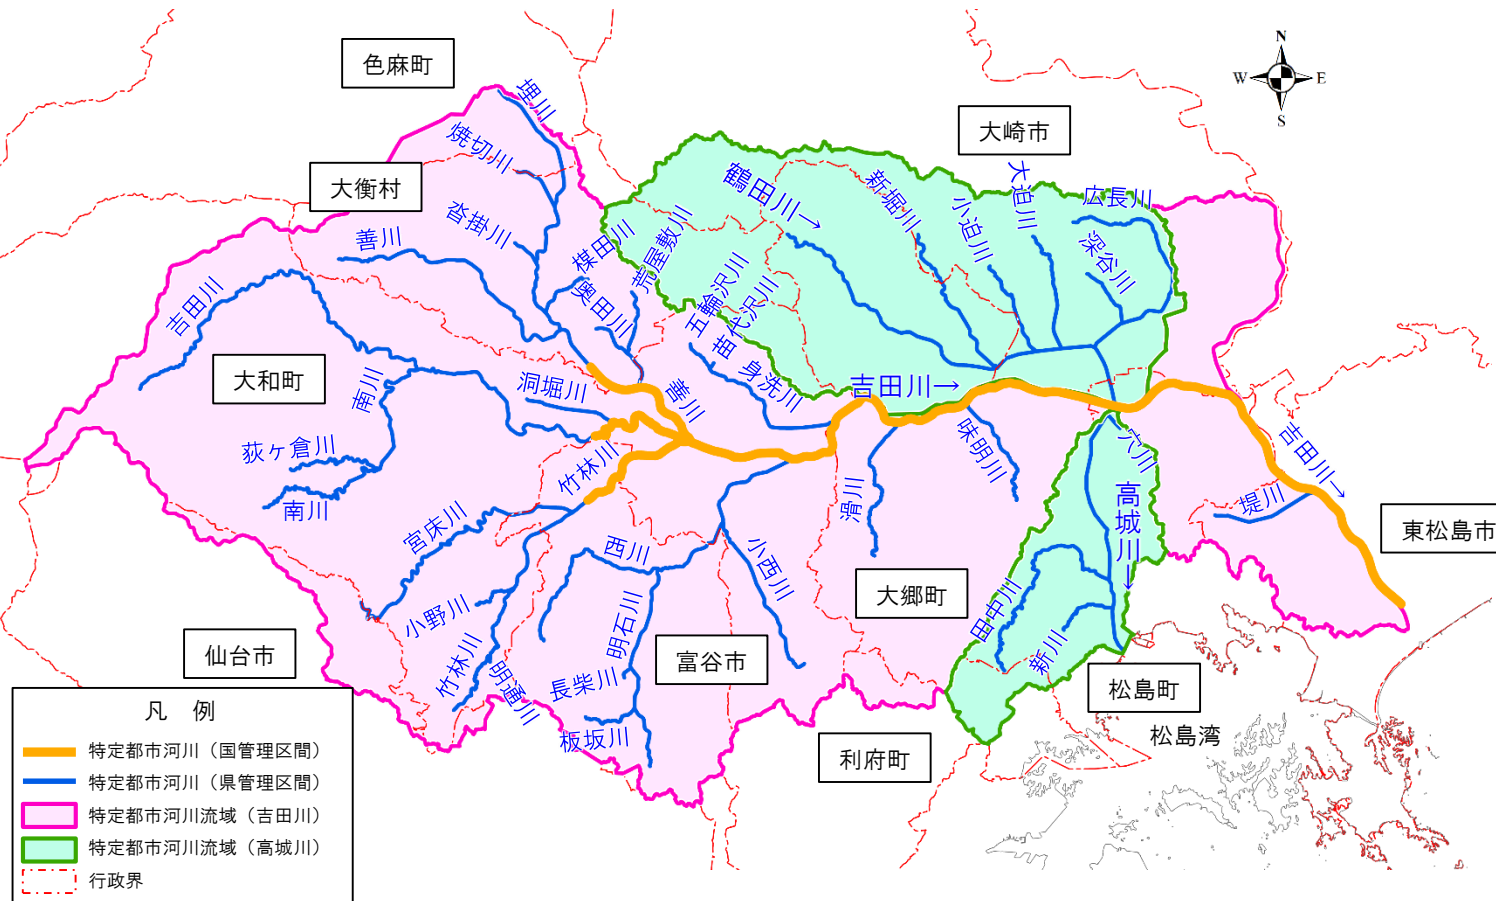 色麻町
N
W
E
S
埋川
大崎市
焼切川
大迫川
鶴田川→
新堀川
大衡村
広長川
小迫川
沓掛川
荒屋敷川
楳田川
善川
深谷川
吉田川
五輪沢川
苗代沢川
奥田川
大和町
洞堀川
身洗川
吉田川→
南川
善川
味明川
穴川
荻ヶ倉川
竹林川
吉田川→
高城川→
南川
滑川
堤川
宮床川
東松島市
西川
小西川
大郷町
小野川
明石川
田中川
仙台市
富谷市
新川
竹林川
明通川
長柴川
松島町
板坂川
松島湾
利府町
凡 例
特定都市河川（国管理区間）
特定都市河川（県管理区間）
特定都市河川流域（吉田川）
特定都市河川流域（高城川）
行政界